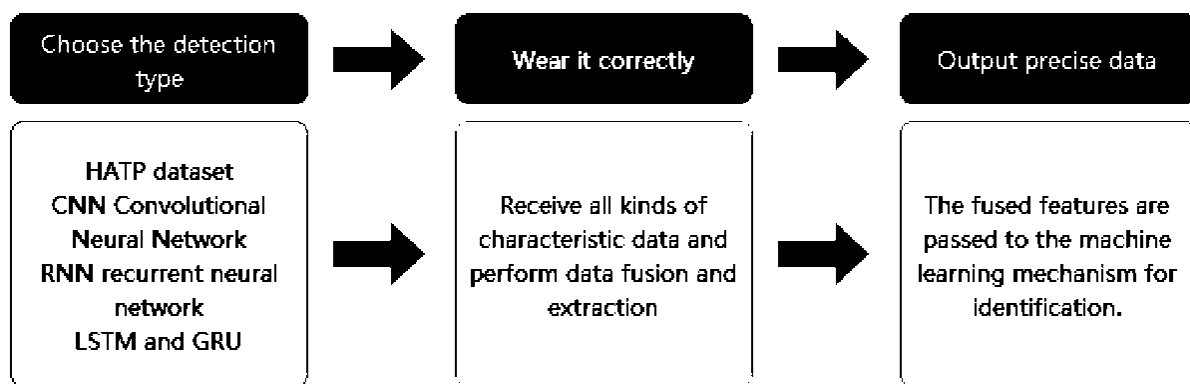 Choose the detection
type
Wear it correctly
Output precise data
HATP dataset
CNN Convolutional
Neural Network
RNN recurrent neural
network
LSTM and GRU
Receive all kinds of
characteristic data and
perform data fusion and
extraction
The fused features are
passed to the machine
learning mechanism for
identification.